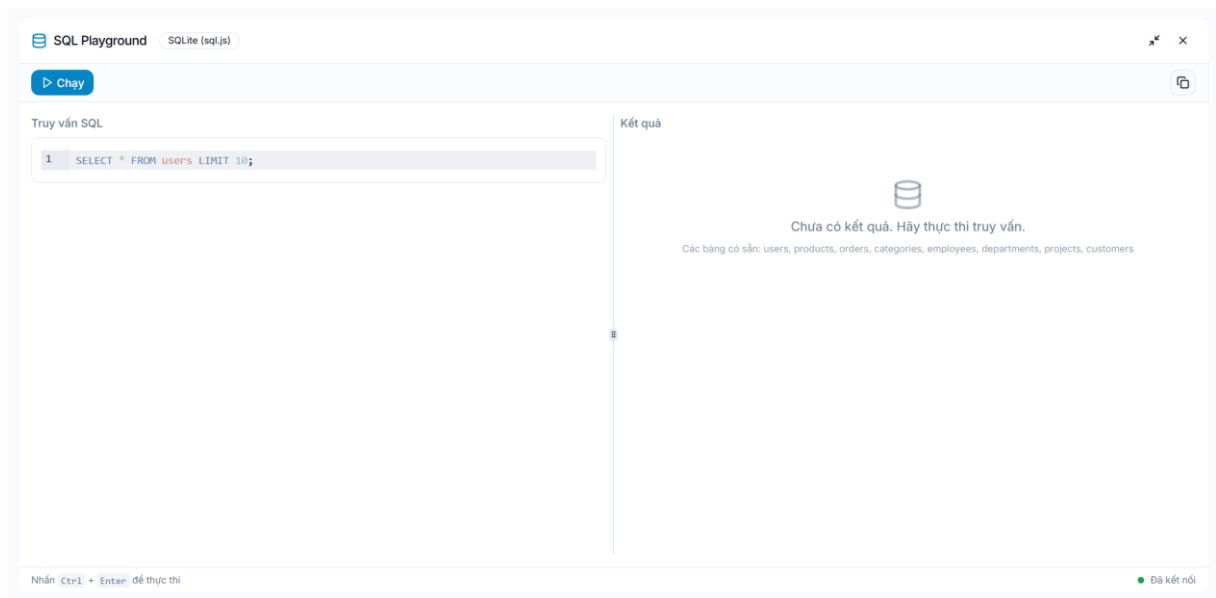 SQL Playground SQLite (sql.js)
Chạy
Truy vấn SQL
1 SELECT * FROM users LIMIT 10;
Kết quả
Chưa có kết quả. Hãy thực thi truy vấn.
Các bảng có sẵn: users, products, orders, categories, employees, departments, projects, customers
Nhấn Ctrl + Enter để thực thi
Đã kết nối